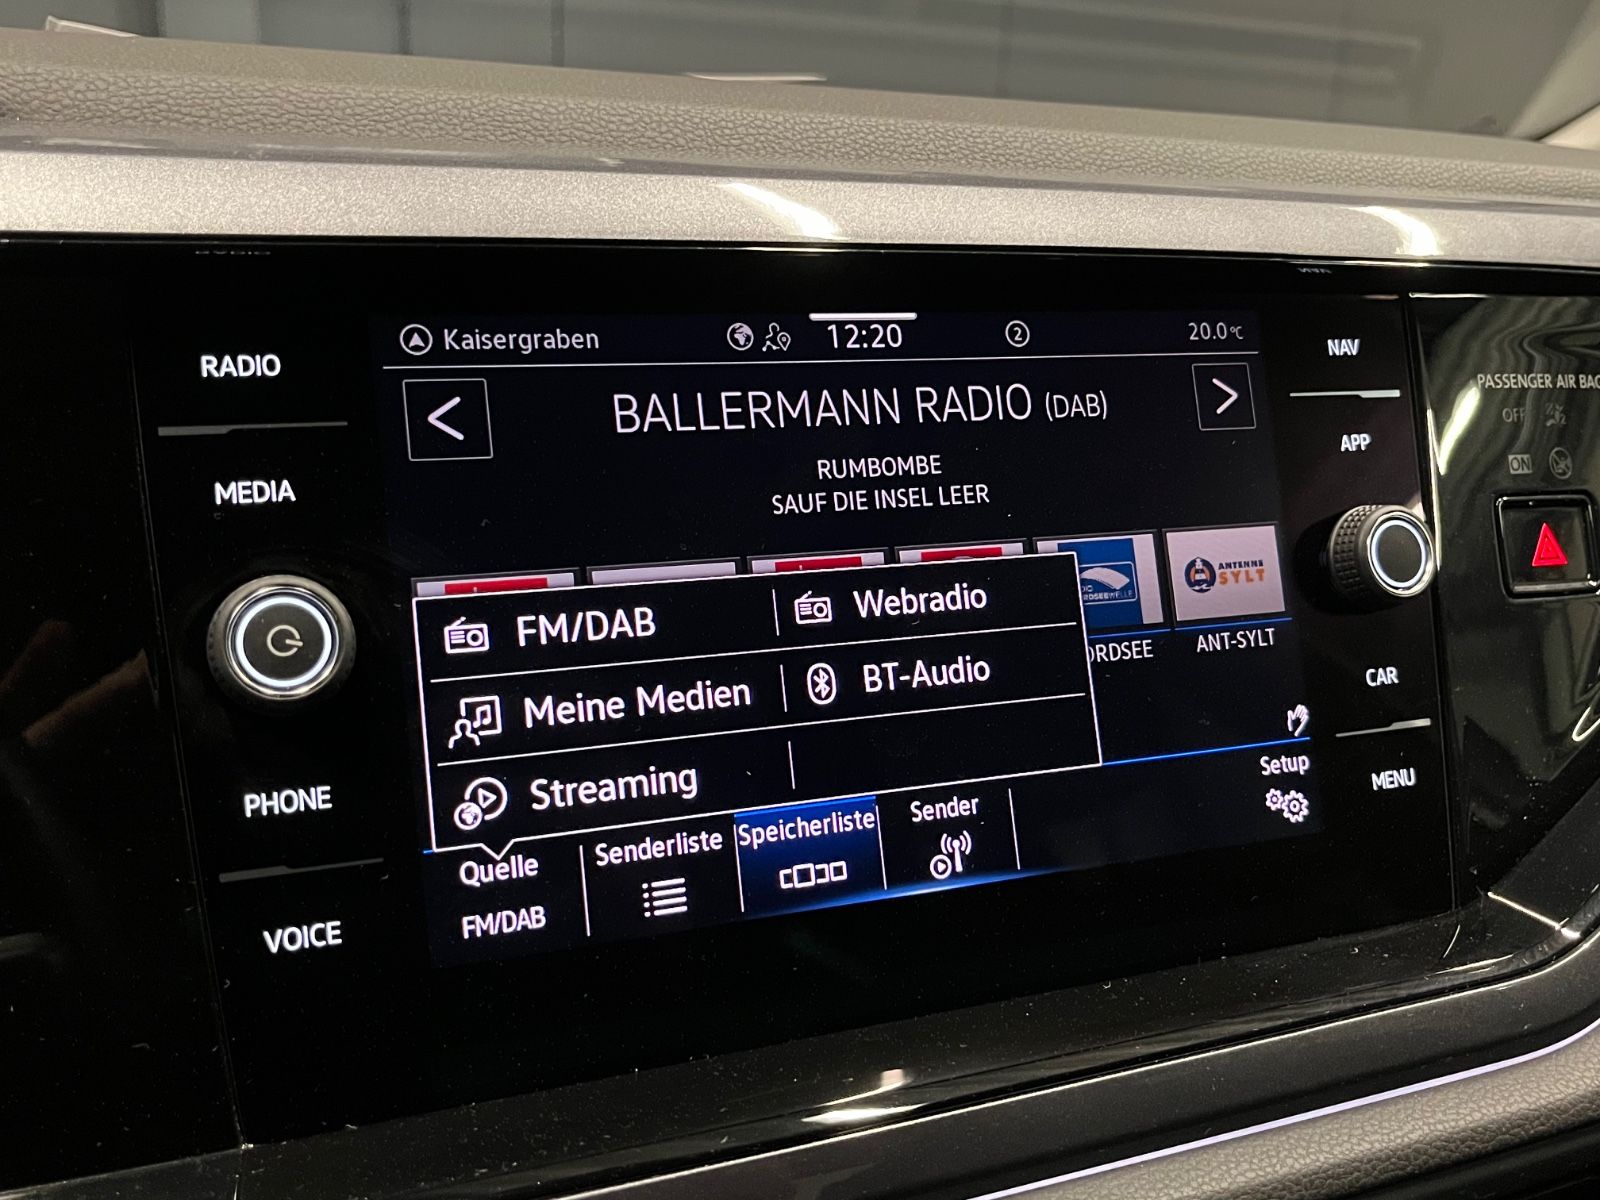 RADIO
MEDIA
PHONE
VOICE
Kaisergraben
12:20
2
20.0°C
BALLERMANN RADIO (DAB)
RUMBOMBE
SAUF DIE INSEL LEER
ANTENNE
SYLT
ANT-SYLT
FM/DAB
Webradio
Meine Medien
BT-Audio
Streaming
Quelle
FM/DAB
Senderliste
Speicherliste
Sender
Setup
NAV
APP
CAR
MENU
PASSENGER AIR BAG
OFF
ON